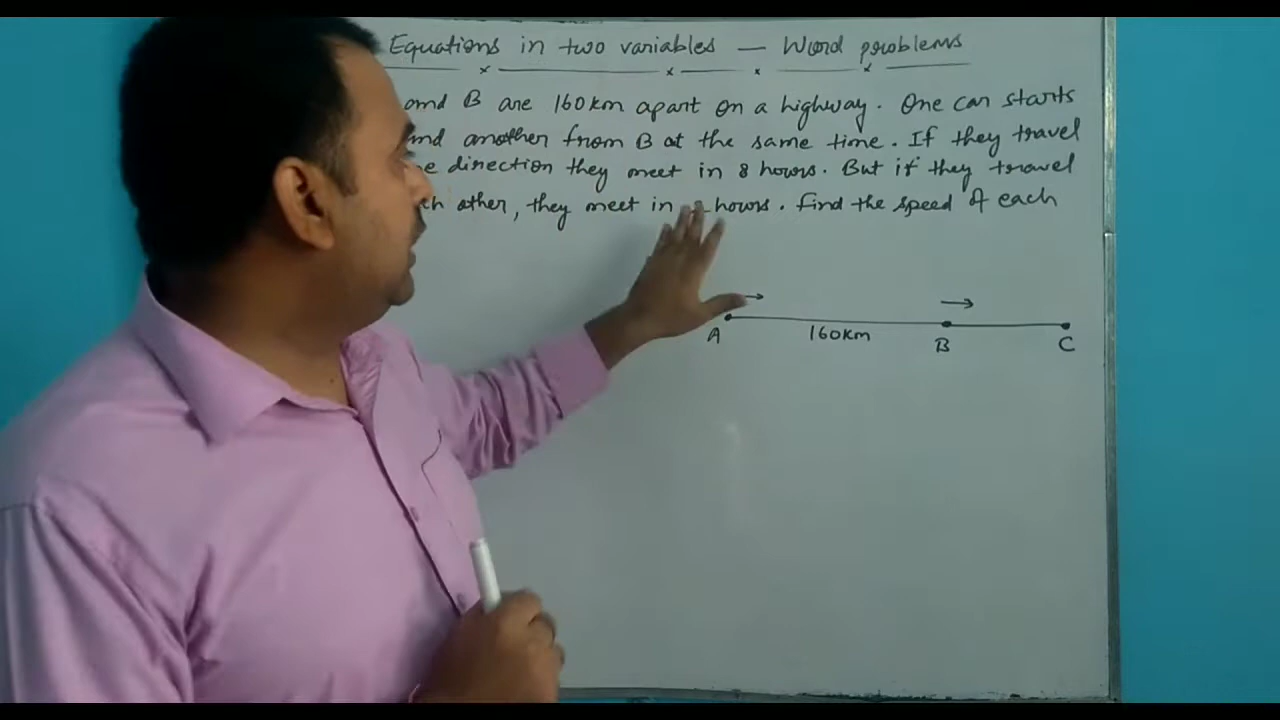 Equations in two variables — Word problems
and B are 160km apart on a highway. One car starts
and another from B at the same time. If they travel
direction they meet in 8 hours. But if they travel
other, they meet in hours. Find the speed of each
A 160km B C